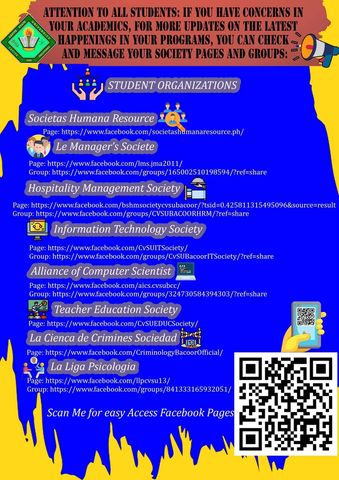 ATTENTION TO ALL STUDENTS: IF YOU HAVE CONCERNS IN
YOUR ACADEMICS, FOR MORE UPDATES ON THE LATEST
HAPPENINGS IN YOUR PROGRAMS, YOU CAN CHECK
AND MESSAGE YOUR SOCIETY PAGES AND GROUPS:
STUDENT ORGANIZATIONS
Societas Humana Resource
Page: https://www.facebook.com/societashumanaresource.ph/
Le Manager's Societe
Page: https://www.facebook.com/lms.jma2011/
Group: https://www.facebook.com/groups/165002510198594/?ref=share
Hospitality Management Society
Page: https://www.facebook.com/bshmsocietycvsubacoor/?tsid=0.425811315495096&source=result
Group: https://www.facebook.com/groups/CVSUBACOORHRM/?ref=share
Information Technology Society
Page: https://www.facebook.com/CvSUITSociety/
Group: https://www.facebook.com/groups/CvSUBacoorITSociety/?ref=share
Alliance of Computer Scientist
Page: https://www.facebook.com/aics.cvsubcc/
Group: https://www.facebook.com/groups/324730584394303/?ref=share
Teacher Education Society
Page: https://www.facebook.com/CvSUEDUCSociety/
La Cienca de Crimines Sociedad
Page: https://www.facebook.com/CriminologyBacoorOfficial/
La Liga Psicologia
Page: https://www.facebook.com/llpcvsu13/
Group: https://www.facebook.com/groups/841333165932051/
Scan Me for easy Access Facebook Pages